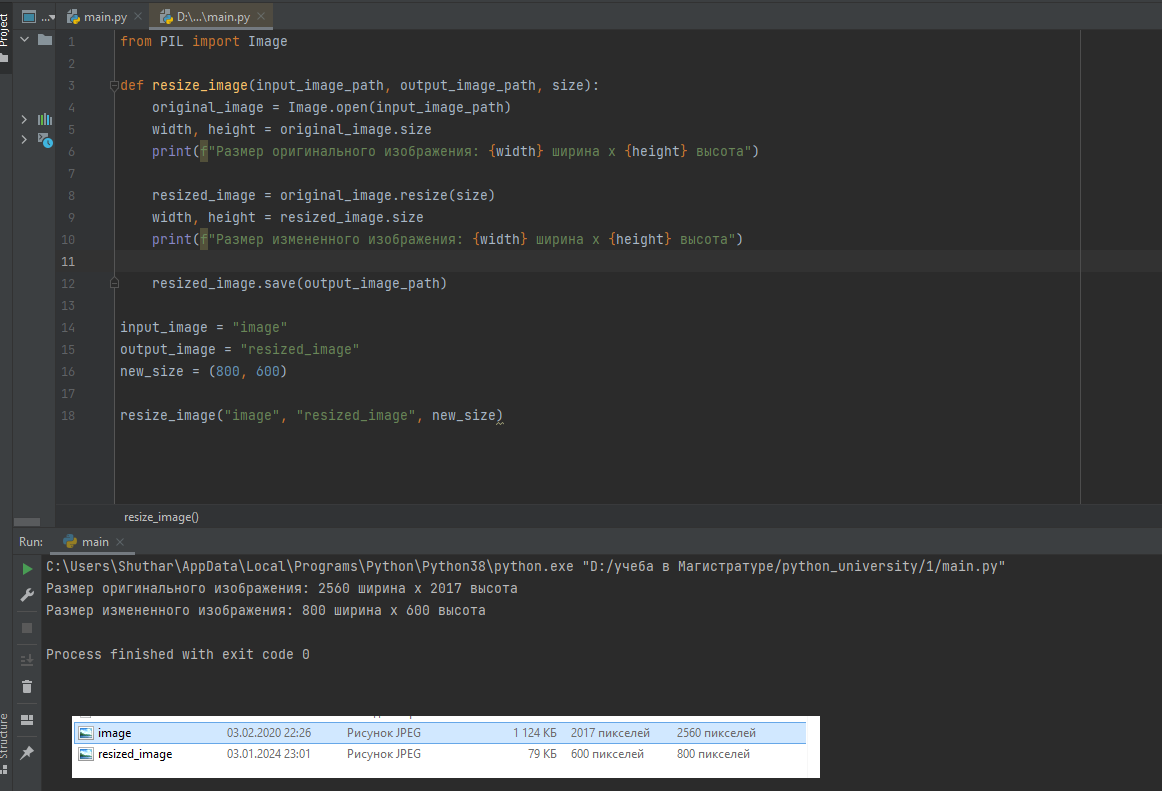 Project
...
main.py
D:\...\main.py
1 from PIL import Image
2
3 def resize_image(input_image_path, output_image_path, size):
4 original_image = Image.open(input_image_path)
5 width, height = original_image.size
6 print(f"Размер оригинального изображения: {width} ширина x {height} высота")
7
8 resized_image = original_image.resize(size)
9 width, height = resized_image.size
10 print(f"Размер измененного изображения: {width} ширина x {height} высота")
11
12 resized_image.save(output_image_path)
13
14 input_image = "image"
15 output_image = "resized_image"
16 new_size = (800, 600)
17
18 resize_image("image", "resized_image", new_size)
resize_image()
Run: main
C:\Users\Shuthar\AppData\Local\Programs\Python\Python38\python.exe "D:/учеба в Магистратуре/python_university/1/main.py"
Размер оригинального изображения: 2560 ширина x 2017 высота
Размер измененного изображения: 800 ширина x 600 высота
Process finished with exit code 0
Structure
image 03.02.2020 22:26 Рисунок JPEG 1 124 КБ 2017 пикселей 2560 пикселей
resized_image 03.01.2024 23:01 Рисунок JPEG 79 КБ 600 пикселей 800 пикселей